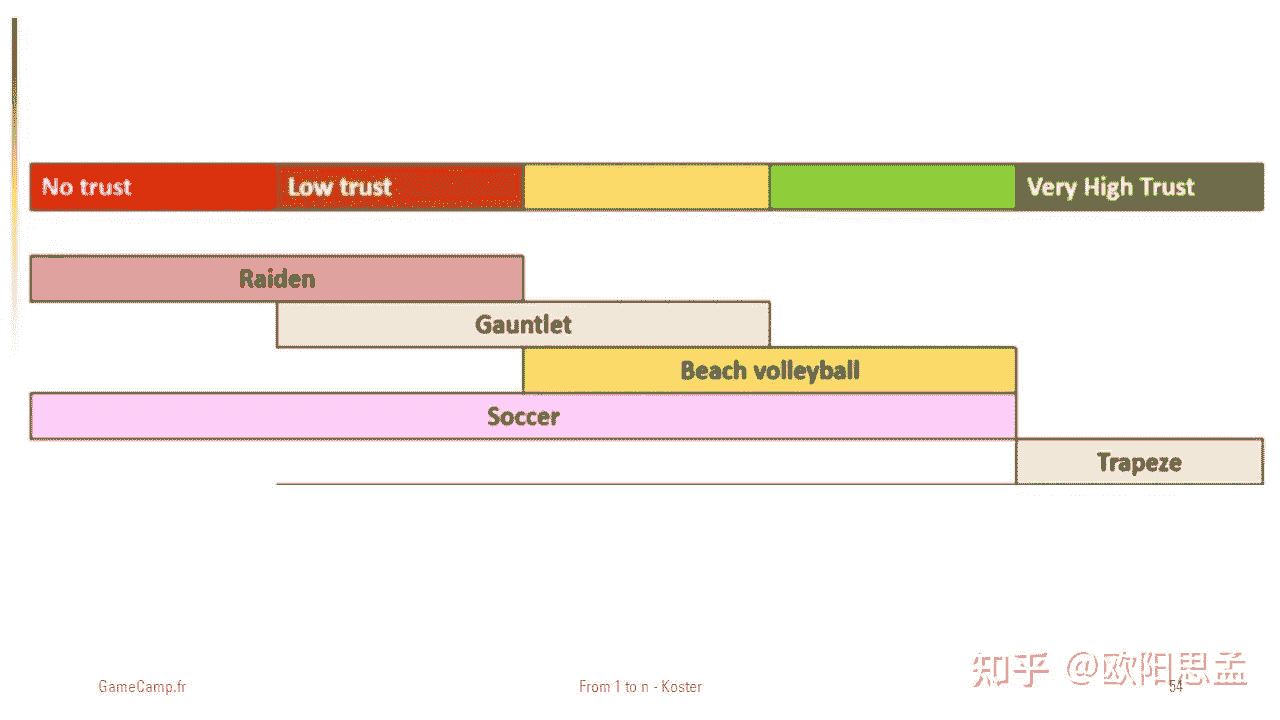 No trust
Low trust
Very High Trust
Raiden
Gauntlet
Beach volleyball
Soccer
Trapeze
知乎 @欧阳思孟
GameCamp.fr
From 1 to n - Koster
54